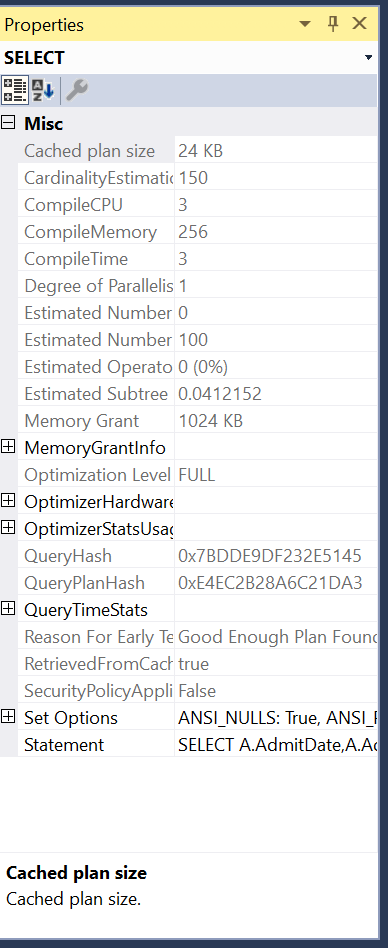 Properties
SELECT
Misc
Cached plan size 24 KB
CardinalityEstimatic 150
CompileCPU 3
CompileMemory 256
CompileTime 3
Degree of Parallelis 1
Estimated Number 0
Estimated Number 100
Estimated Operato 0 (0%)
Estimated Subtree 0.0412152
Memory Grant 1024 KB
MemoryGrantInfo
Optimization Level FULL
OptimizerHardware
OptimizerStatsUsag
QueryHash 0x7BDDE9DF232E5145
QueryPlanHash 0xE4EC2B28A6C21DA3
QueryTimeStats
Reason For Early Te Good Enough Plan Found
RetrievedFromCach true
SecurityPolicyAppli False
Set Options ANSI_NULLS: True, ANSI_P
Statement SELECT A.AdmitDate,A.Ad
Cached plan size
Cached plan size.